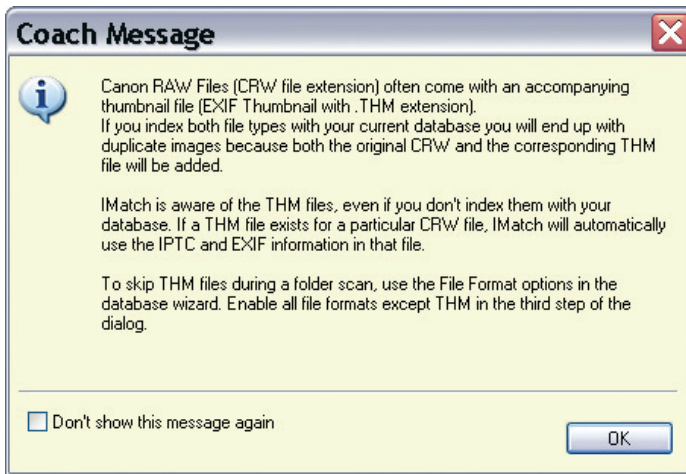 Coach Message
Canon RAW Files (CRW file extension) often come with an accompanying
thumbnail file (EXIF Thumbnail with .THM extension).
If you index both file types with your current database you will end up with
duplicate images because both the original CRW and the corresponding THM
file will be added.
IMatch is aware of the THM files, even if you don't index them with your
database. If a THM file exists for a particular CRW file, IMatch will automatically
use the IPTC and EXIF information in that file.
To skip THM files during a folder scan, use the File Format options in the
database wizard. Enable all file formats except THM in the third step of the
dialog.
Don't show this message again
OK